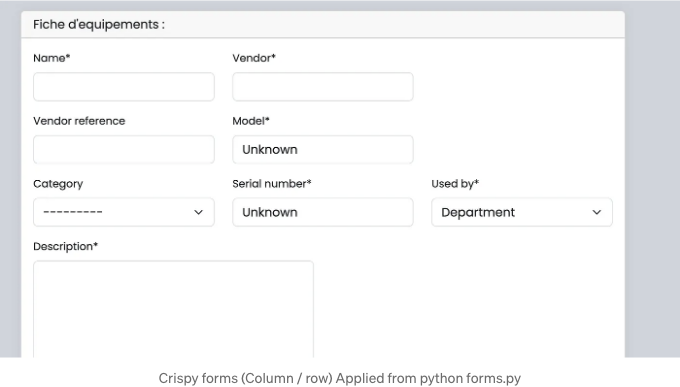 Fiche d'equipements :
Name* Vendor*
Vendor reference Model*
Unknown
Category Serial number* Used by*
--------- Unknown Department
Description*
Crispy forms (Column / row) Applied from python forms.py